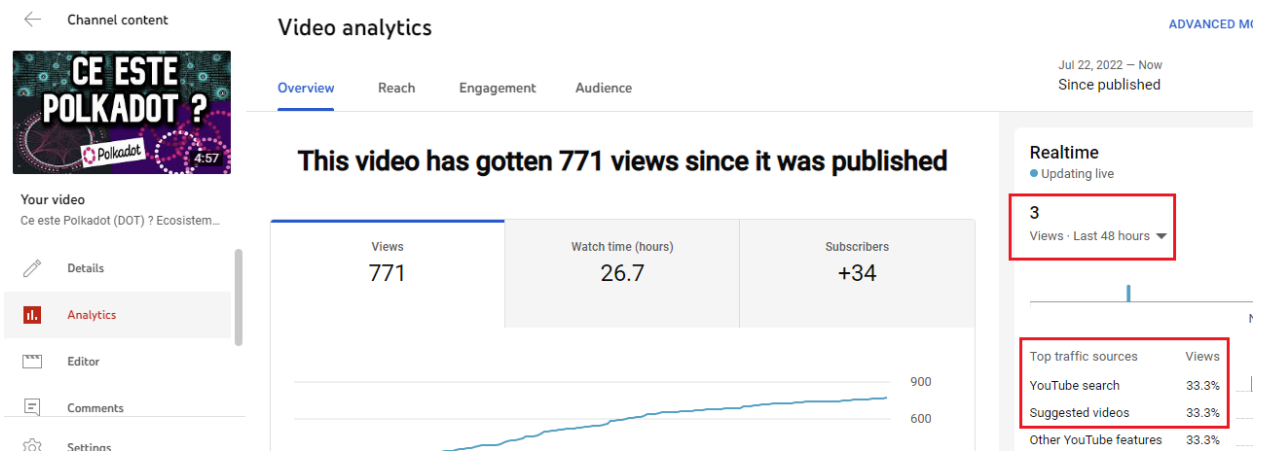 Channel content
CE ESTE
POLKADOT ?
Polkadot
4:57
Your video
Ce este Polkadot (DOT) ? Ecosistem...
Details
Analytics
Editor
Comments
Settings
Video analytics
ADVANCED MO
Overview
Reach
Engagement
Audience
Jul 22, 2022 – Now
Since published
This video has gotten 771 views since it was published
Views
771
Watch time (hours)
26.7
Subscribers
+34
900
600
Realtime
Updating live
3
Views · Last 48 hours
N
Top traffic sources Views
YouTube search 33.3%
Suggested videos 33.3%
Other YouTube features 33.3%